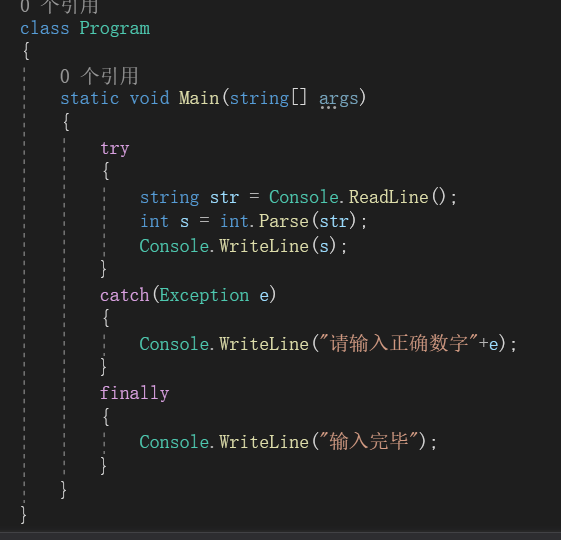 0 个引用
class Program
{
0 个引用
static void Main(string[] args)
{
try
{
string str = Console.ReadLine();
int s = int.Parse(str);
Console.WriteLine(s);
}
catch(Exception e)
{
Console.WriteLine("请输入正确数字"+e);
}
finally
{
Console.WriteLine("输入完毕");
}
}
}